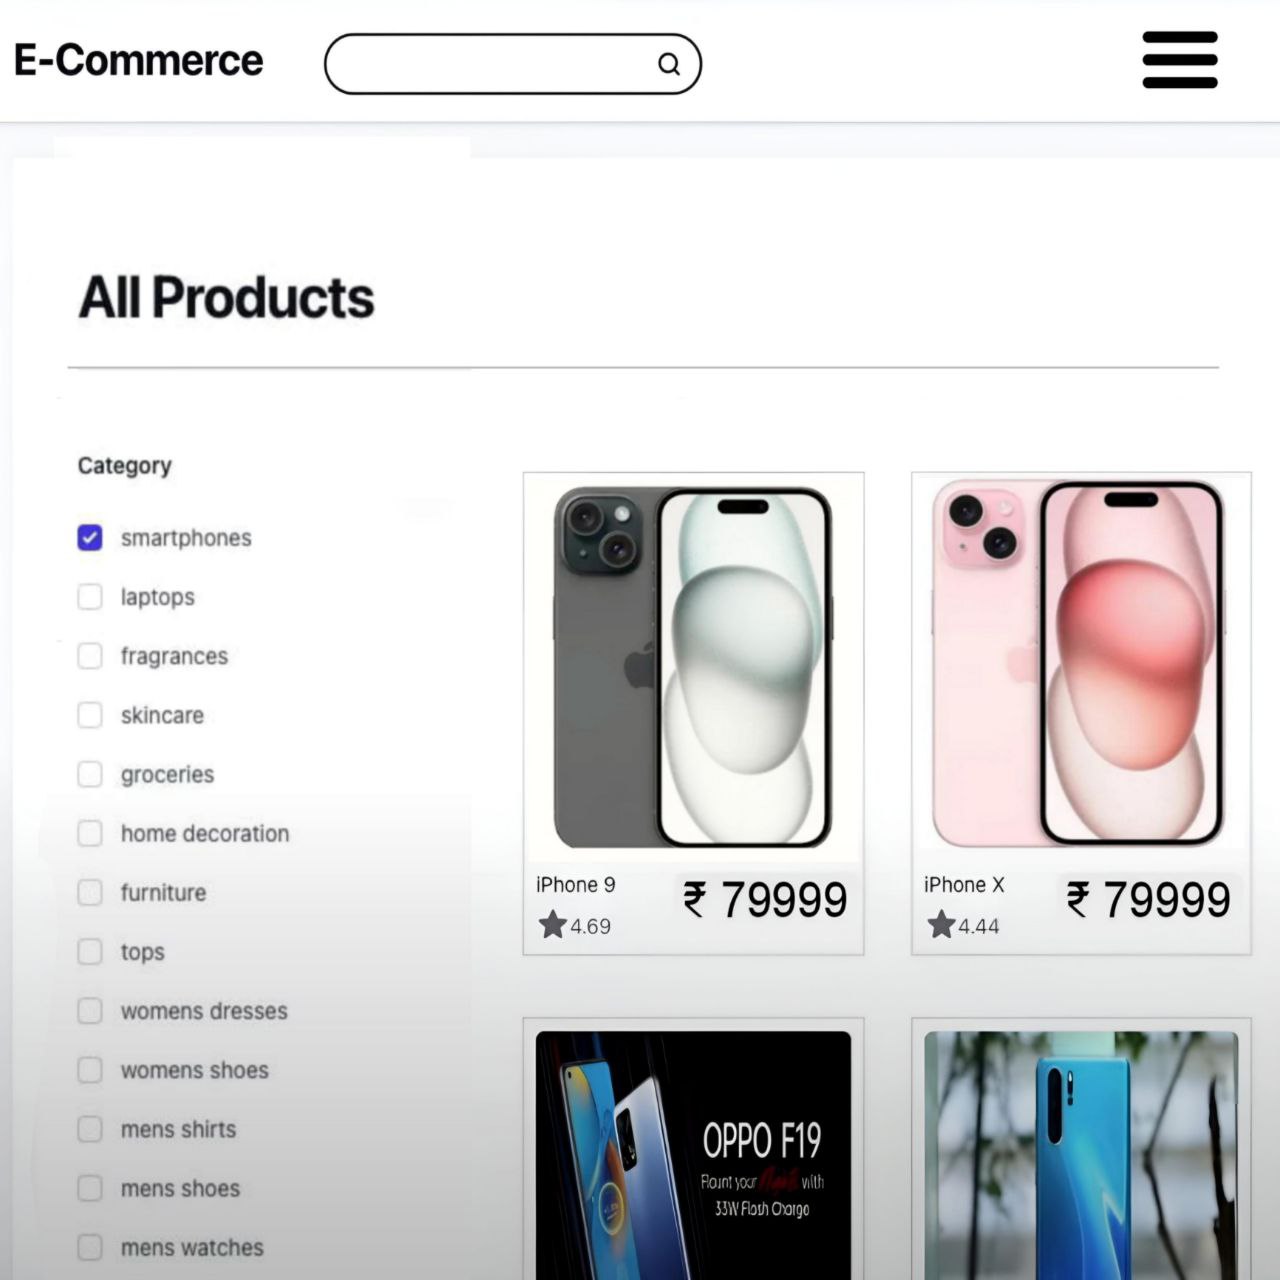 E-Commerce
All Products
Category
smartphones
laptops
fragrances
skincare
groceries
home decoration
furniture
tops
womens dresses
womens shoes
mens shirts
mens shoes
mens watches
iPhone 9
₹ 79999
4.69
iPhone X
₹ 79999
4.44
OPPO F19
Flaunt your with
33W Flash Charge